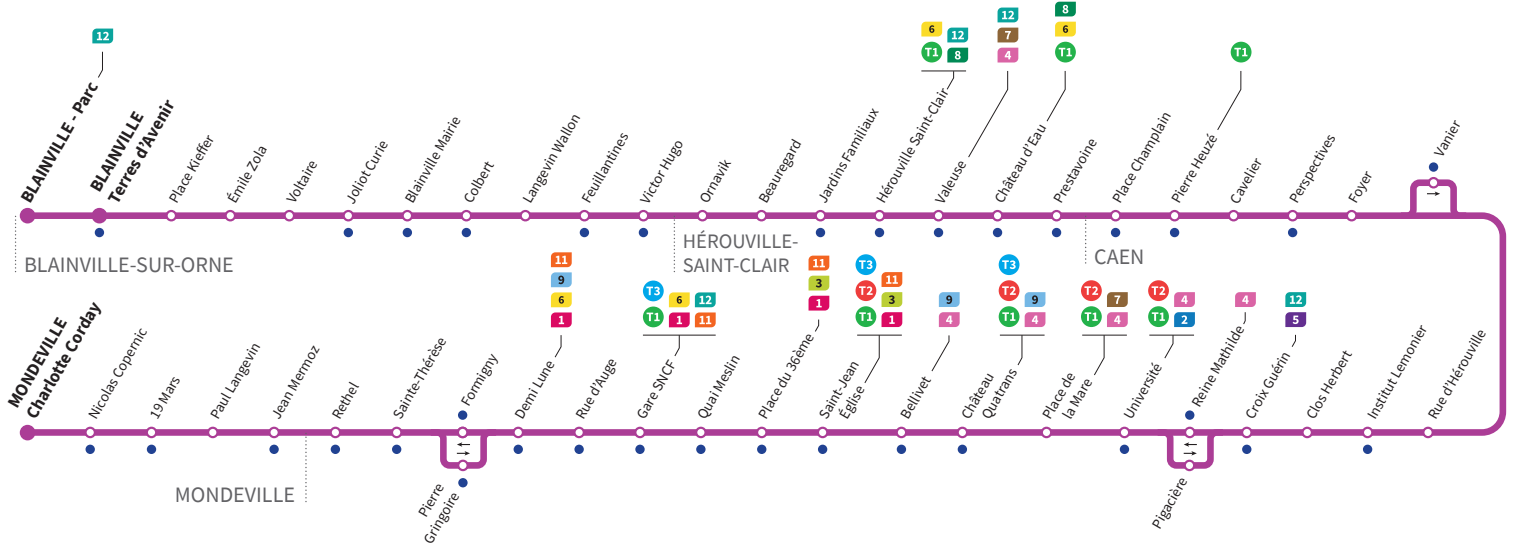 12
BLAINVILLE - Parc
BLAINVILLE
Terres d'Avenir
Place Kieffer
Émile Zola
Voltaire
Joliot Curie
Blainville Mairie
Colbert
Langevin Wallon
Feuillantines
Victor Hugo
Ornavik
Beauregard
Jardins Familiaux
6
12
T1
8
Hérouville Saint-Clair
12
7
4
Valeuse
8
6
T1
Château d'Eau
Prestavoine
Place Champlain
T1
Pierre Heuzé
Cavelier
Perspectives
Foyer
Vanier
BLAINVILLE-SUR-ORNE
HÉROUVILLE-
SAINT-CLAIR
CAEN
MONDEVILLE
Charlotte Corday
Nicolas Copernic
19 Mars
Paul Langevin
Jean Mermoz
Rethel
Sainte-Thérèse
Formigny
Pierre
Gringoire
11
9
6
1
Demi Lune
Rue d'Auge
T3
6
12
T1
1
11
Gare SNCF
Quai Meslin
11
3
1
Place du 36ème
T3
11
T2
3
T1
1
Saint-Jean
Église
9
4
Bellivet
T3
T2
9
T1
4
Château
Quatrans
T2
7
T1
4
Place de
la Mare
T2
4
T1
2
Université
4
Reine Mathilde
Pigacière
12
5
Croix Guérin
Clos Herbert
Institut Lemonier
Rue d'Hérouville
MONDEVILLE